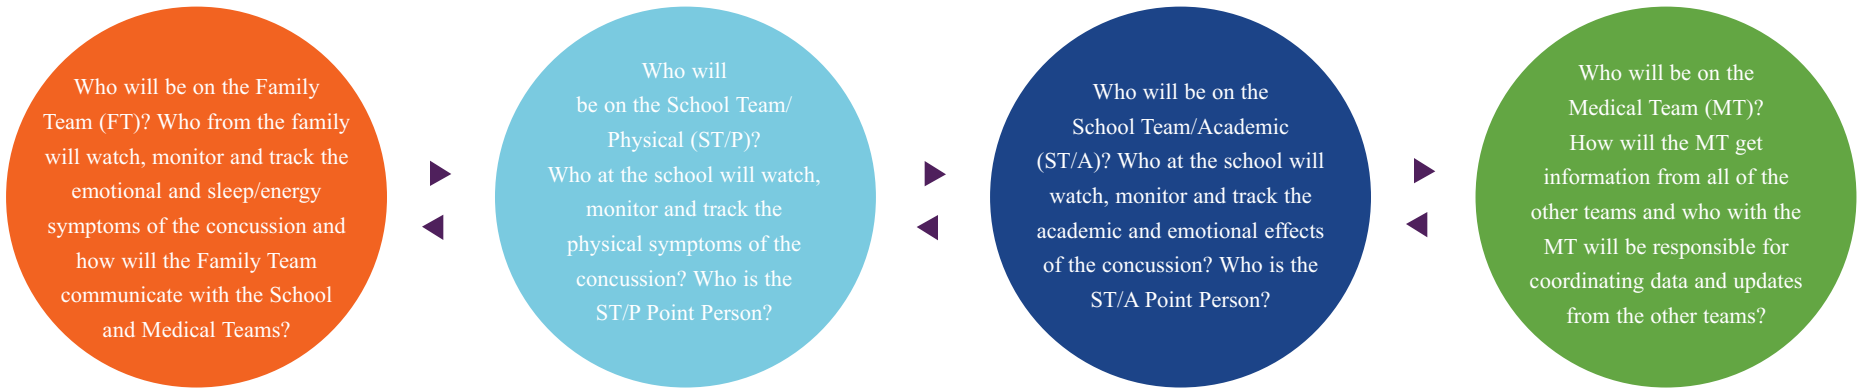 Who will be on the Family
Team (FT)? Who from the family
will watch, monitor and track the
emotional and sleep/energy
symptoms of the concussion and
how will the Family Team
communicate with the School
and Medical Teams?
Who will
be on the School Team/
Physical (ST/P)?
Who at the school will watch,
monitor and track the
physical symptoms of the
concussion? Who is the
ST/P Point Person?
Who will be on the
School Team/Academic
(ST/A)? Who at the school will
watch, monitor and track the
academic and emotional effects
of the concussion? Who is the
ST/A Point Person?
Who will be on the
Medical Team (MT)?
How will the MT get
information from all of the
other teams and who with the
MT will be responsible for
coordinating data and updates
from the other teams?